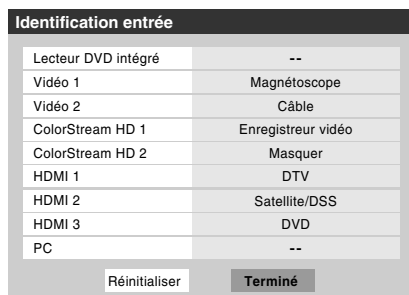 Identification entrée
Lecteur DVD intégré --
Vidéo 1 Magnétoscope
Vidéo 2 Câble
ColorStream HD 1 Enregistreur vidéo
ColorStream HD 2 Masquer
HDMI 1 DTV
HDMI 2 Satellite/DSS
HDMI 3 DVD
PC --
Réinitialiser Terminé